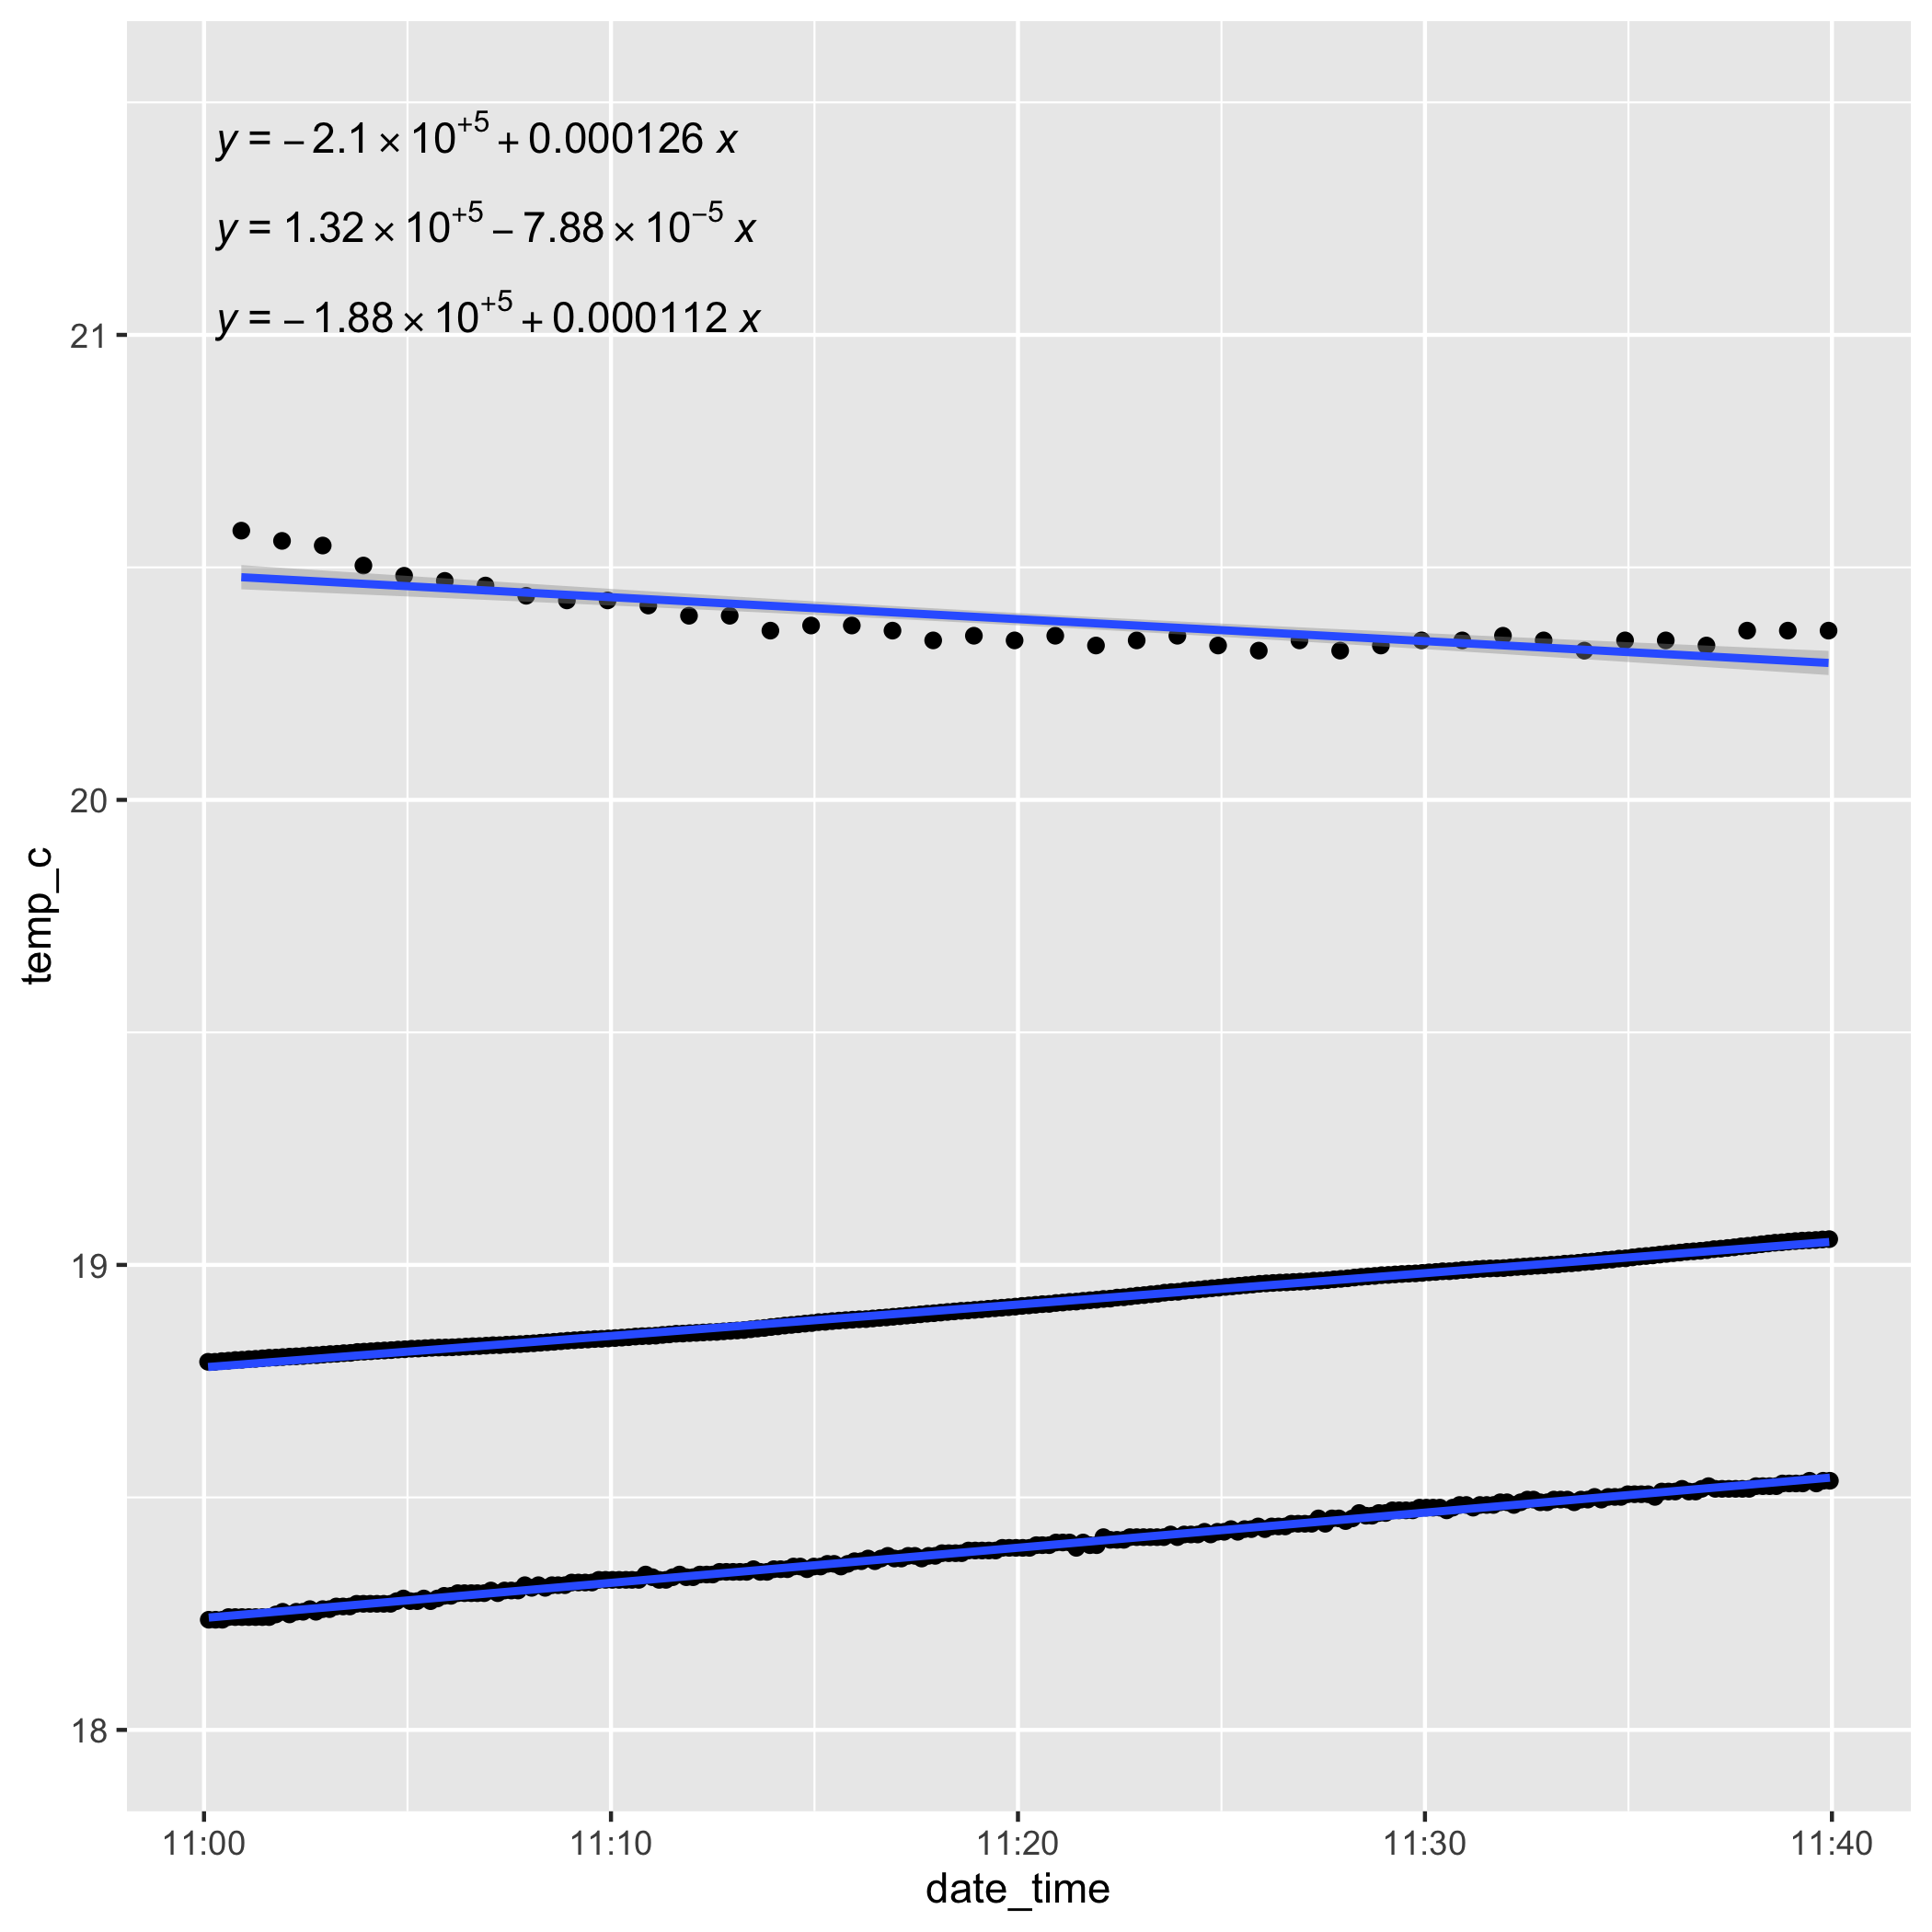 y = − 2.1 × 10⁺⁵ + 0.000126 x
y = 1.32 × 10⁺⁵ − 7.88 × 10⁻⁵ x
y = − 1.88 × 10⁺⁵ + 0.000112 x
21
20
19
18
temp_c
11:00 11:10 11:20 11:30 11:40
date_time